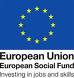 European Union
European Social Fund
Investing in jobs and skills